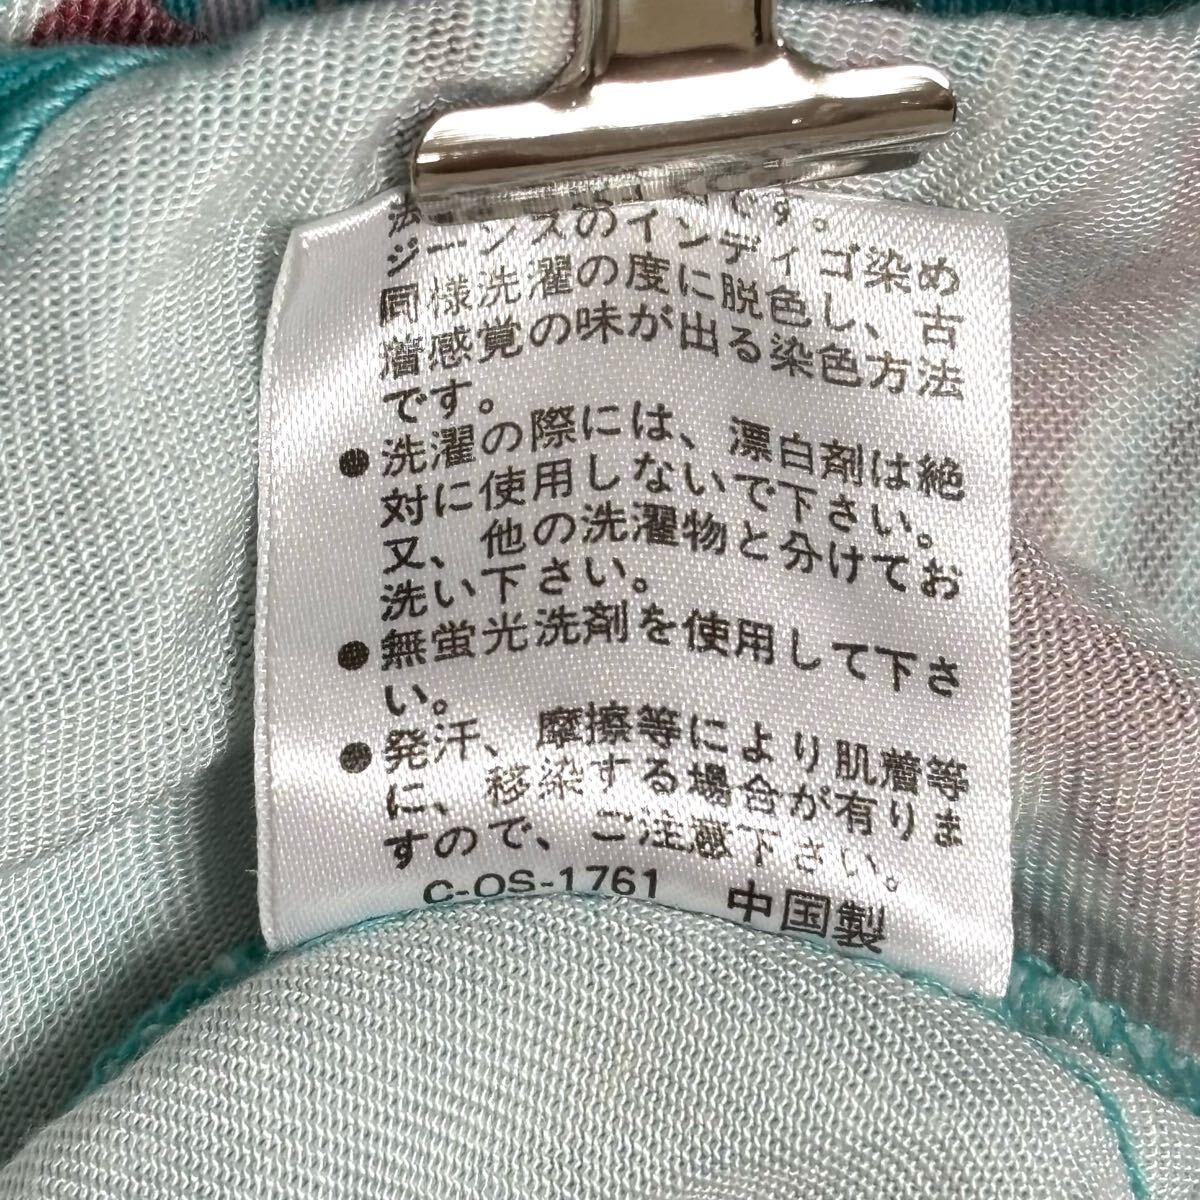 です。
ジーンズのインディゴ染め
同様洗濯の度に脱色し、古
着感覚の味が出る染色方法
です。
●洗濯の際には、漂白剤は絶
対に使用しないで下さい。
又、他の洗濯物と分けてお
洗い下さい。
●無蛍光洗剤を使用して下さ
い。
●発汗、摩擦等により肌着等
に、移染する場合が有りま
すので、ご注意下さい。
C-OS-1761 中国製